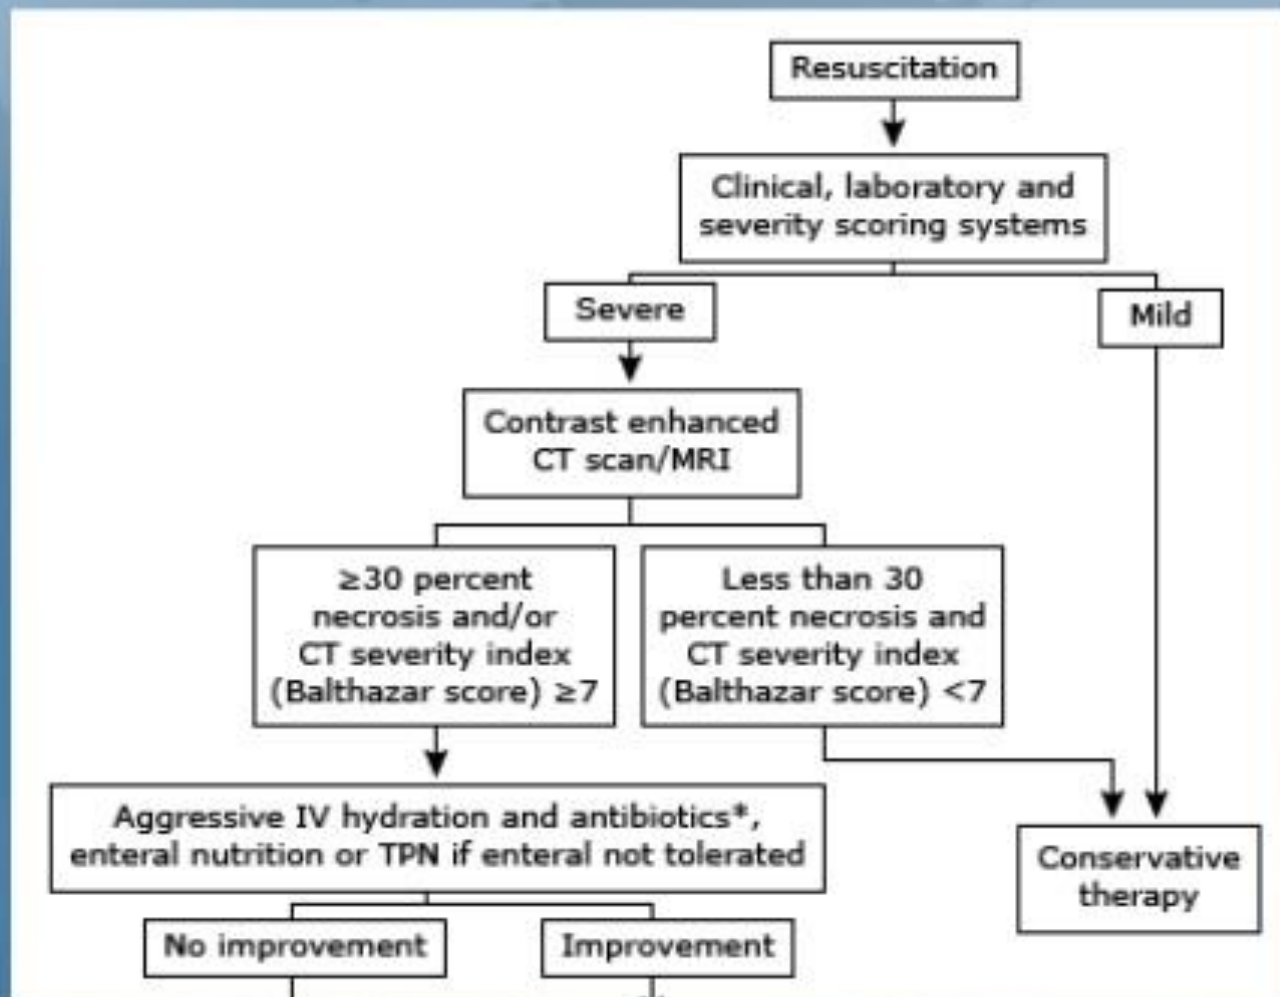 Resuscitation
Clinical, laboratory and
severity scoring systems
Severe
Mild
Contrast enhanced
CT scan/MRI
≥30 percent
necrosis and/or
CT severity index
(Balthazar score) ≥7
Less than 30
percent necrosis and
CT severity index
(Balthazar score) <7
Aggressive IV hydration and antibiotics*,
enteral nutrition or TPN if enteral not tolerated
Conservative
therapy
No improvement
Improvement